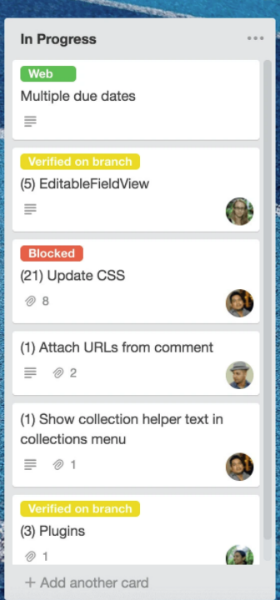 In Progress
Web
Multiple due dates
Verified on branch
(5) EditableFieldView
Blocked
(21) Update CSS
8
(1) Attach URLs from comment
2
(1) Show collection helper text in
collections menu
1
Verified on branch
(3) Plugins
1
+ Add another card